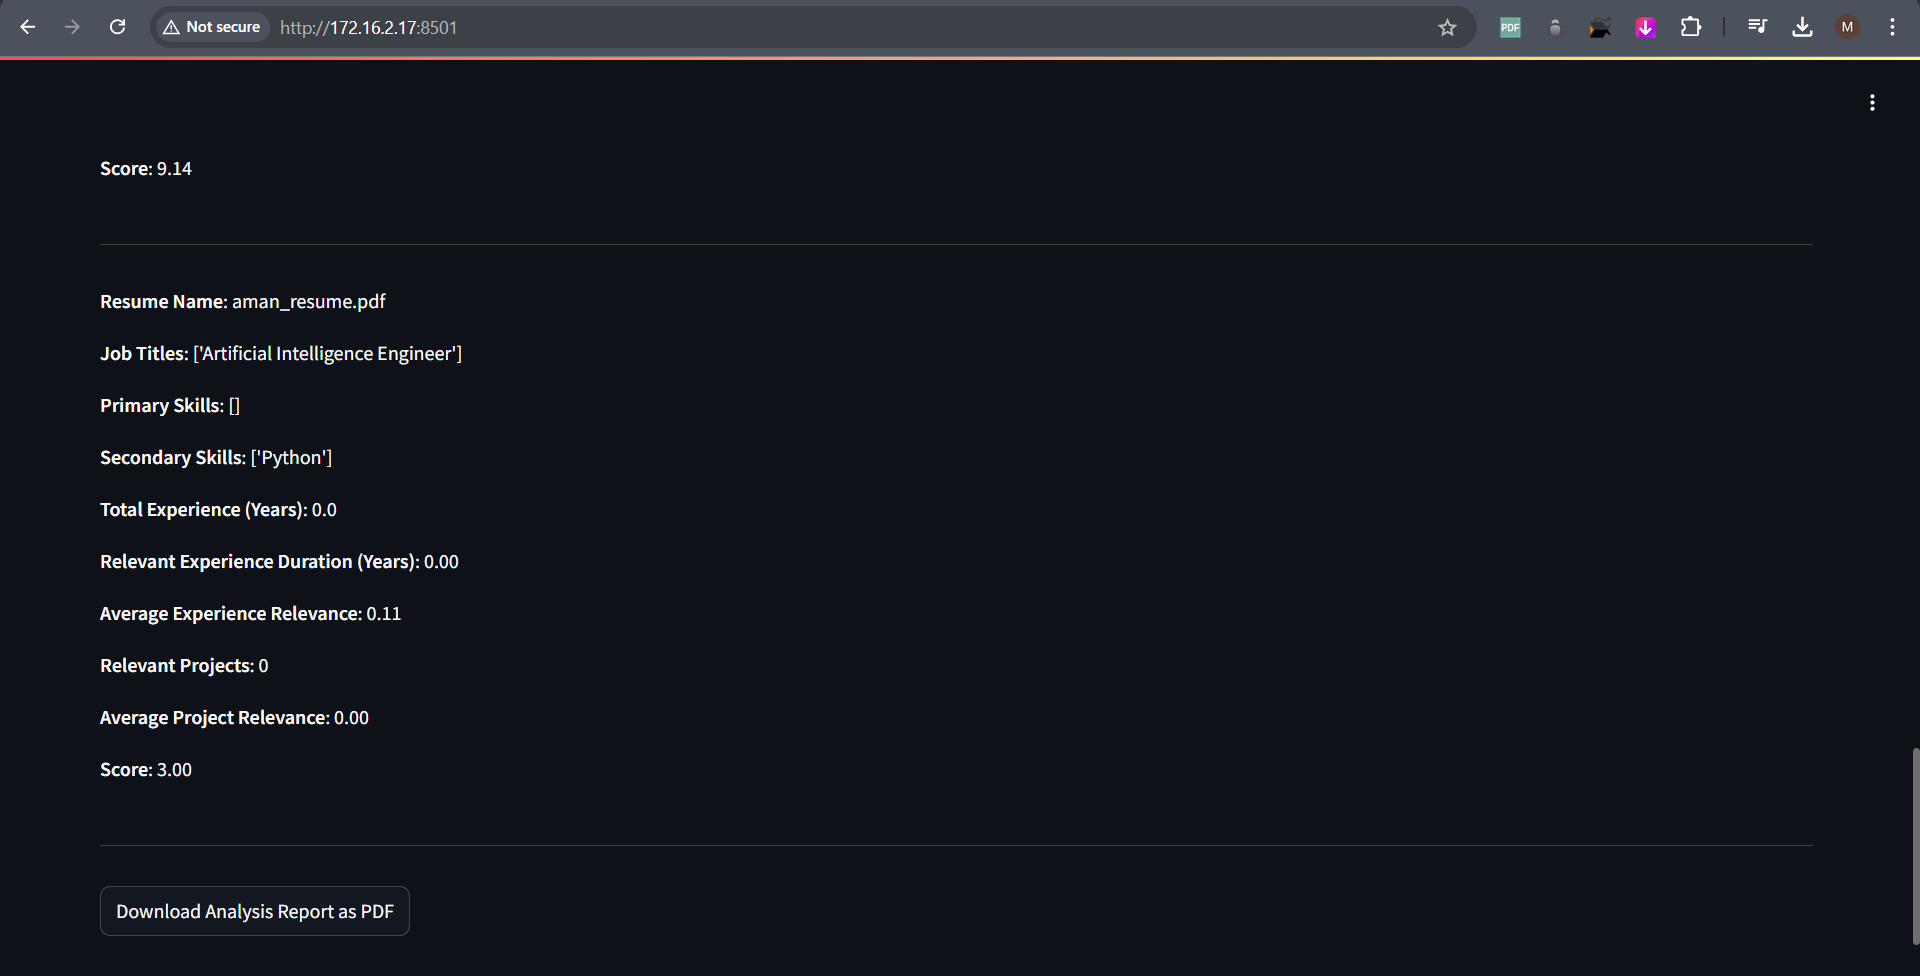 Not secure
http://172.16.2.17:8501
PDF
M
Score: 9.14
Resume Name: aman_resume.pdf
Job Titles: ['Artificial Intelligence Engineer']
Primary Skills: []
Secondary Skills: ['Python']
Total Experience (Years): 0.0
Relevant Experience Duration (Years): 0.00
Average Experience Relevance: 0.11
Relevant Projects: 0
Average Project Relevance: 0.00
Score: 3.00
Download Analysis Report as PDF